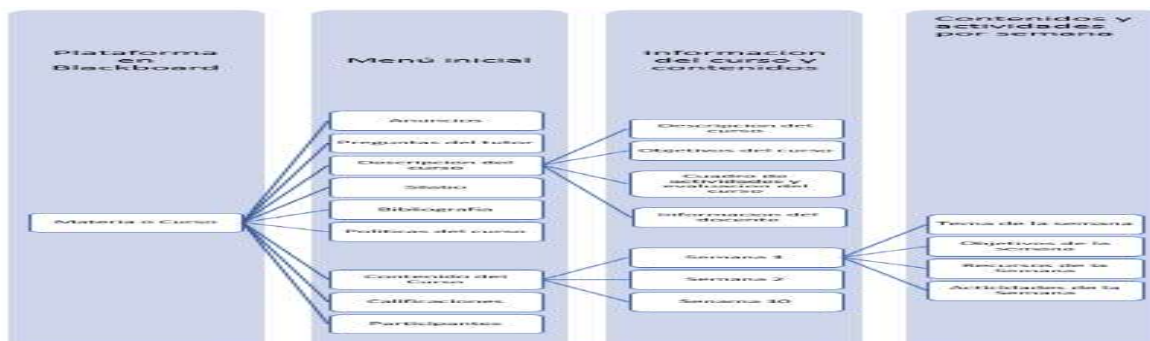 Plataforma
en
Blackboard
Menú inicial
Informacion
del curso y
contenidos
Contenidos y
actividades
por semana
Materia o Curso
Anuncios
Preguntas del tutor
Descripcion del
curso
Silabo
Bibliografia
Politicas del curso
Contenido del
Curso
Calificaciones
Participantes
Descripcion del
curso
Objetivos del curso
Cuadro de
actividades y
evaluacion del
curso
Informacion del
docente
Semana 1
Semana 2
Semana 10
Tema de la semana
Objetivos de la
semana
Recursos de la
Semana
Acticidades de la
Semana